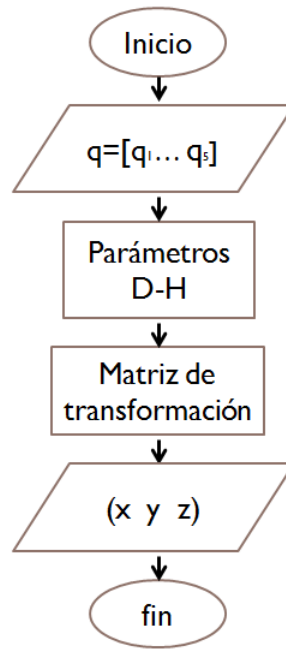 Inicio
q=[q₁... q₅]
Parámetros
D-H
Matriz de
transformación
(x y z)
fin